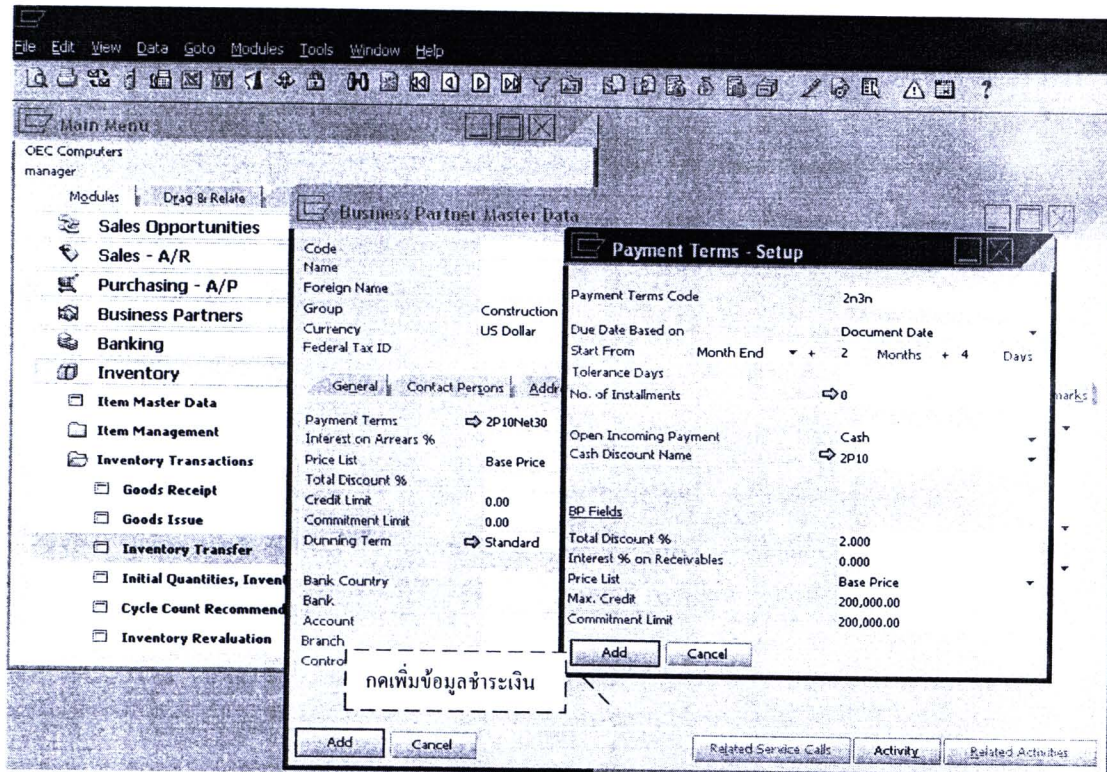 File Edit View Data Goto Modules Tools Window Help
Main Menu
OEC Computers
manager
Modules Drag & Relate
Sales Opportunities
Sales - A/R
Purchasing - A/P
Business Partners
Banking
Inventory
Item Master Data
Item Management
Inventory Transactions
Goods Receipt
Goods Issue
Inventory Transfer
Initial Quantities, Invent
Cycle Count Recommend
Inventory Revaluation
Business Partner Master Data
Code
Name
Foreign Name
Group Construction
Currency US Dollar
Federal Tax ID
General Contact Persons Addr
Payment Terms 2P10Net30
Interest on Arrears %
Price List Base Price
Total Discount %
Credit Limit 0.00
Commitment Limit 0.00
Dunning Term Standard
Bank Country
Bank
Account
Branch
Contro
กดเพิ่มข้อมูลชำระเงิน
Add Cancel
Related Service Calls Activity Related Activities
marks
Payment Terms - Setup
Payment Terms Code 2n3n
Due Date Based on Document Date
Start From Month End + 2 Months + 4 Days
Tolerance Days
No. of Installments 0
Open Incoming Payment Cash
Cash Discount Name 2P10
BP Fields
Total Discount % 2.000
Interest % on Receivables 0.000
Price List Base Price
Max. Credit 200,000.00
Commitment Limit 200,000.00
Add Cancel